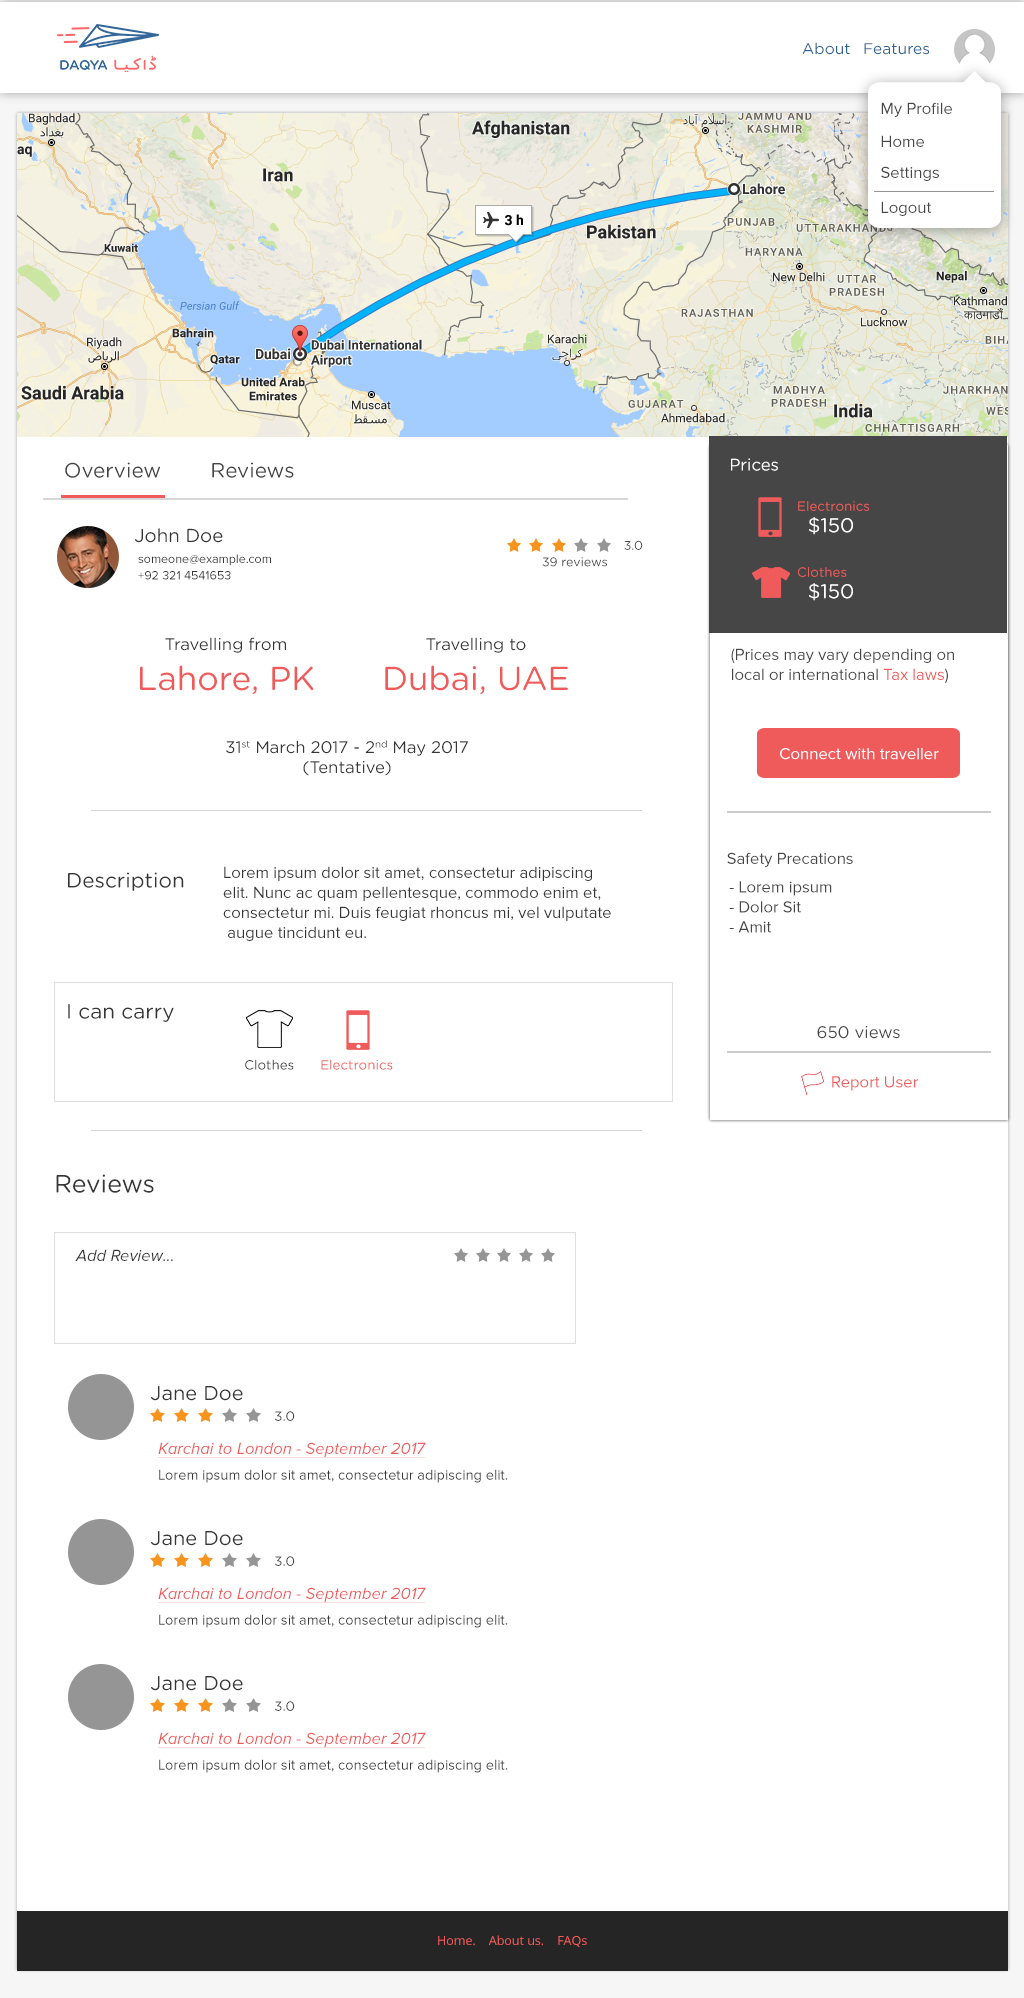 DAQYA ڈاکیا
About Features
My Profile
Home
Settings
Logout
Baghdad
بغداد
aq
Iran
Afghanistan
اسلام آباد
JAMMU AND
KASHMIR
Lahore
3 h
Pakistan
PUNJAB
UTTARAKHAN
HARYANA
New Delhi
UTTAR
PRADESH
Nepal
Kathmand
काठमाडौँ
Kuwait
Persian Gulf
Bahrain
Qatar
Riyadh
الرياض
Dubai
Dubai International
Airport
United Arab
Emirates
Saudi Arabia
Muscat
مسقط
Karachi
کراچی
RAJASTHAN
Lucknow
BIH
GUJARAT
Ahmedabad
MADHYA
PRADESH
India
JHARKHAN
WES
CHHATTISGARH
Overview Reviews
John Doe
someone@example.com
+92 321 4541653
3.0
39 reviews
Travelling from
Lahore, PK
Travelling to
Dubai, UAE
31st March 2017 - 2nd May 2017
(Tentative)
Description
Lorem ipsum dolor sit amet, consectetur adipiscing
elit. Nunc ac quam pellentesque, commodo enim et,
consectetur mi. Duis feugiat rhoncus mi, vel vulputate
augue tincidunt eu.
I can carry
Clothes
Electronics
Prices
Electronics
$150
Clothes
$150
(Prices may vary depending on
local or international Tax laws)
Connect with traveller
Safety Precations
- Lorem ipsum
- Dolor Sit
- Amit
650 views
Report User
Reviews
Add Review...
Jane Doe
3.0
Karchai to London - September 2017
Lorem ipsum dolor sit amet, consectetur adipiscing elit.
Jane Doe
3.0
Karchai to London - September 2017
Lorem ipsum dolor sit amet, consectetur adipiscing elit.
Jane Doe
3.0
Karchai to London - September 2017
Lorem ipsum dolor sit amet, consectetur adipiscing elit.
Home. About us. FAQs